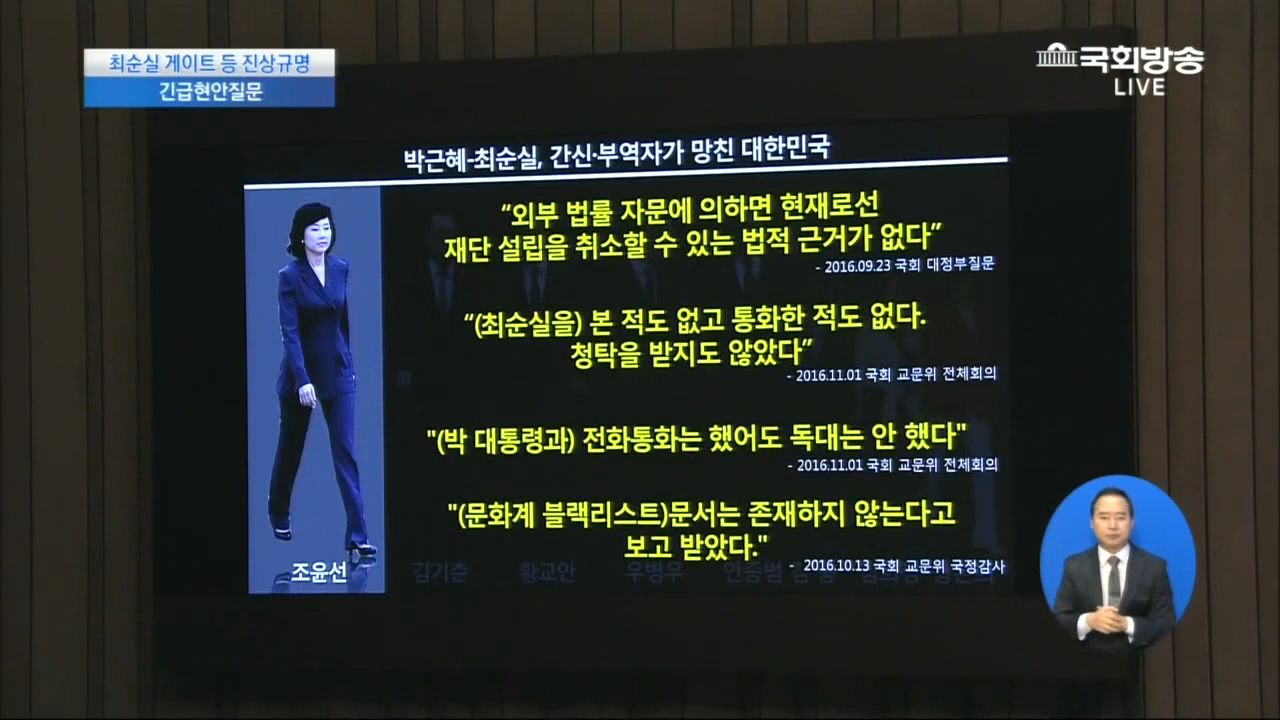 최순실 게이트 등 진상규명
긴급현안질문
국회방송
LIVE
박근혜-최순실, 간신·부역자가 망친 대한민국
“외부 법률 자문에 의하면 현재로선
재단 설립을 취소할 수 있는 법적 근거가 없다”
- 2016.09.23 국회 대정부질문
“(최순실을) 본 적도 없고 통화한 적도 없다.
청탁을 받지도 않았다”
- 2016.11.01 국회 교문위 전체회의
"(박 대통령과) 전화통화는 했어도 독대는 안 했다"
- 2016.11.01 국회 교문위 전체회의
"(문화계 블랙리스트)문서는 존재하지 않는다고
보고 받았다."
- 2016.10.13 국회 교문위 국정감사
조윤선
김기춘 황교안 우병우 안종범